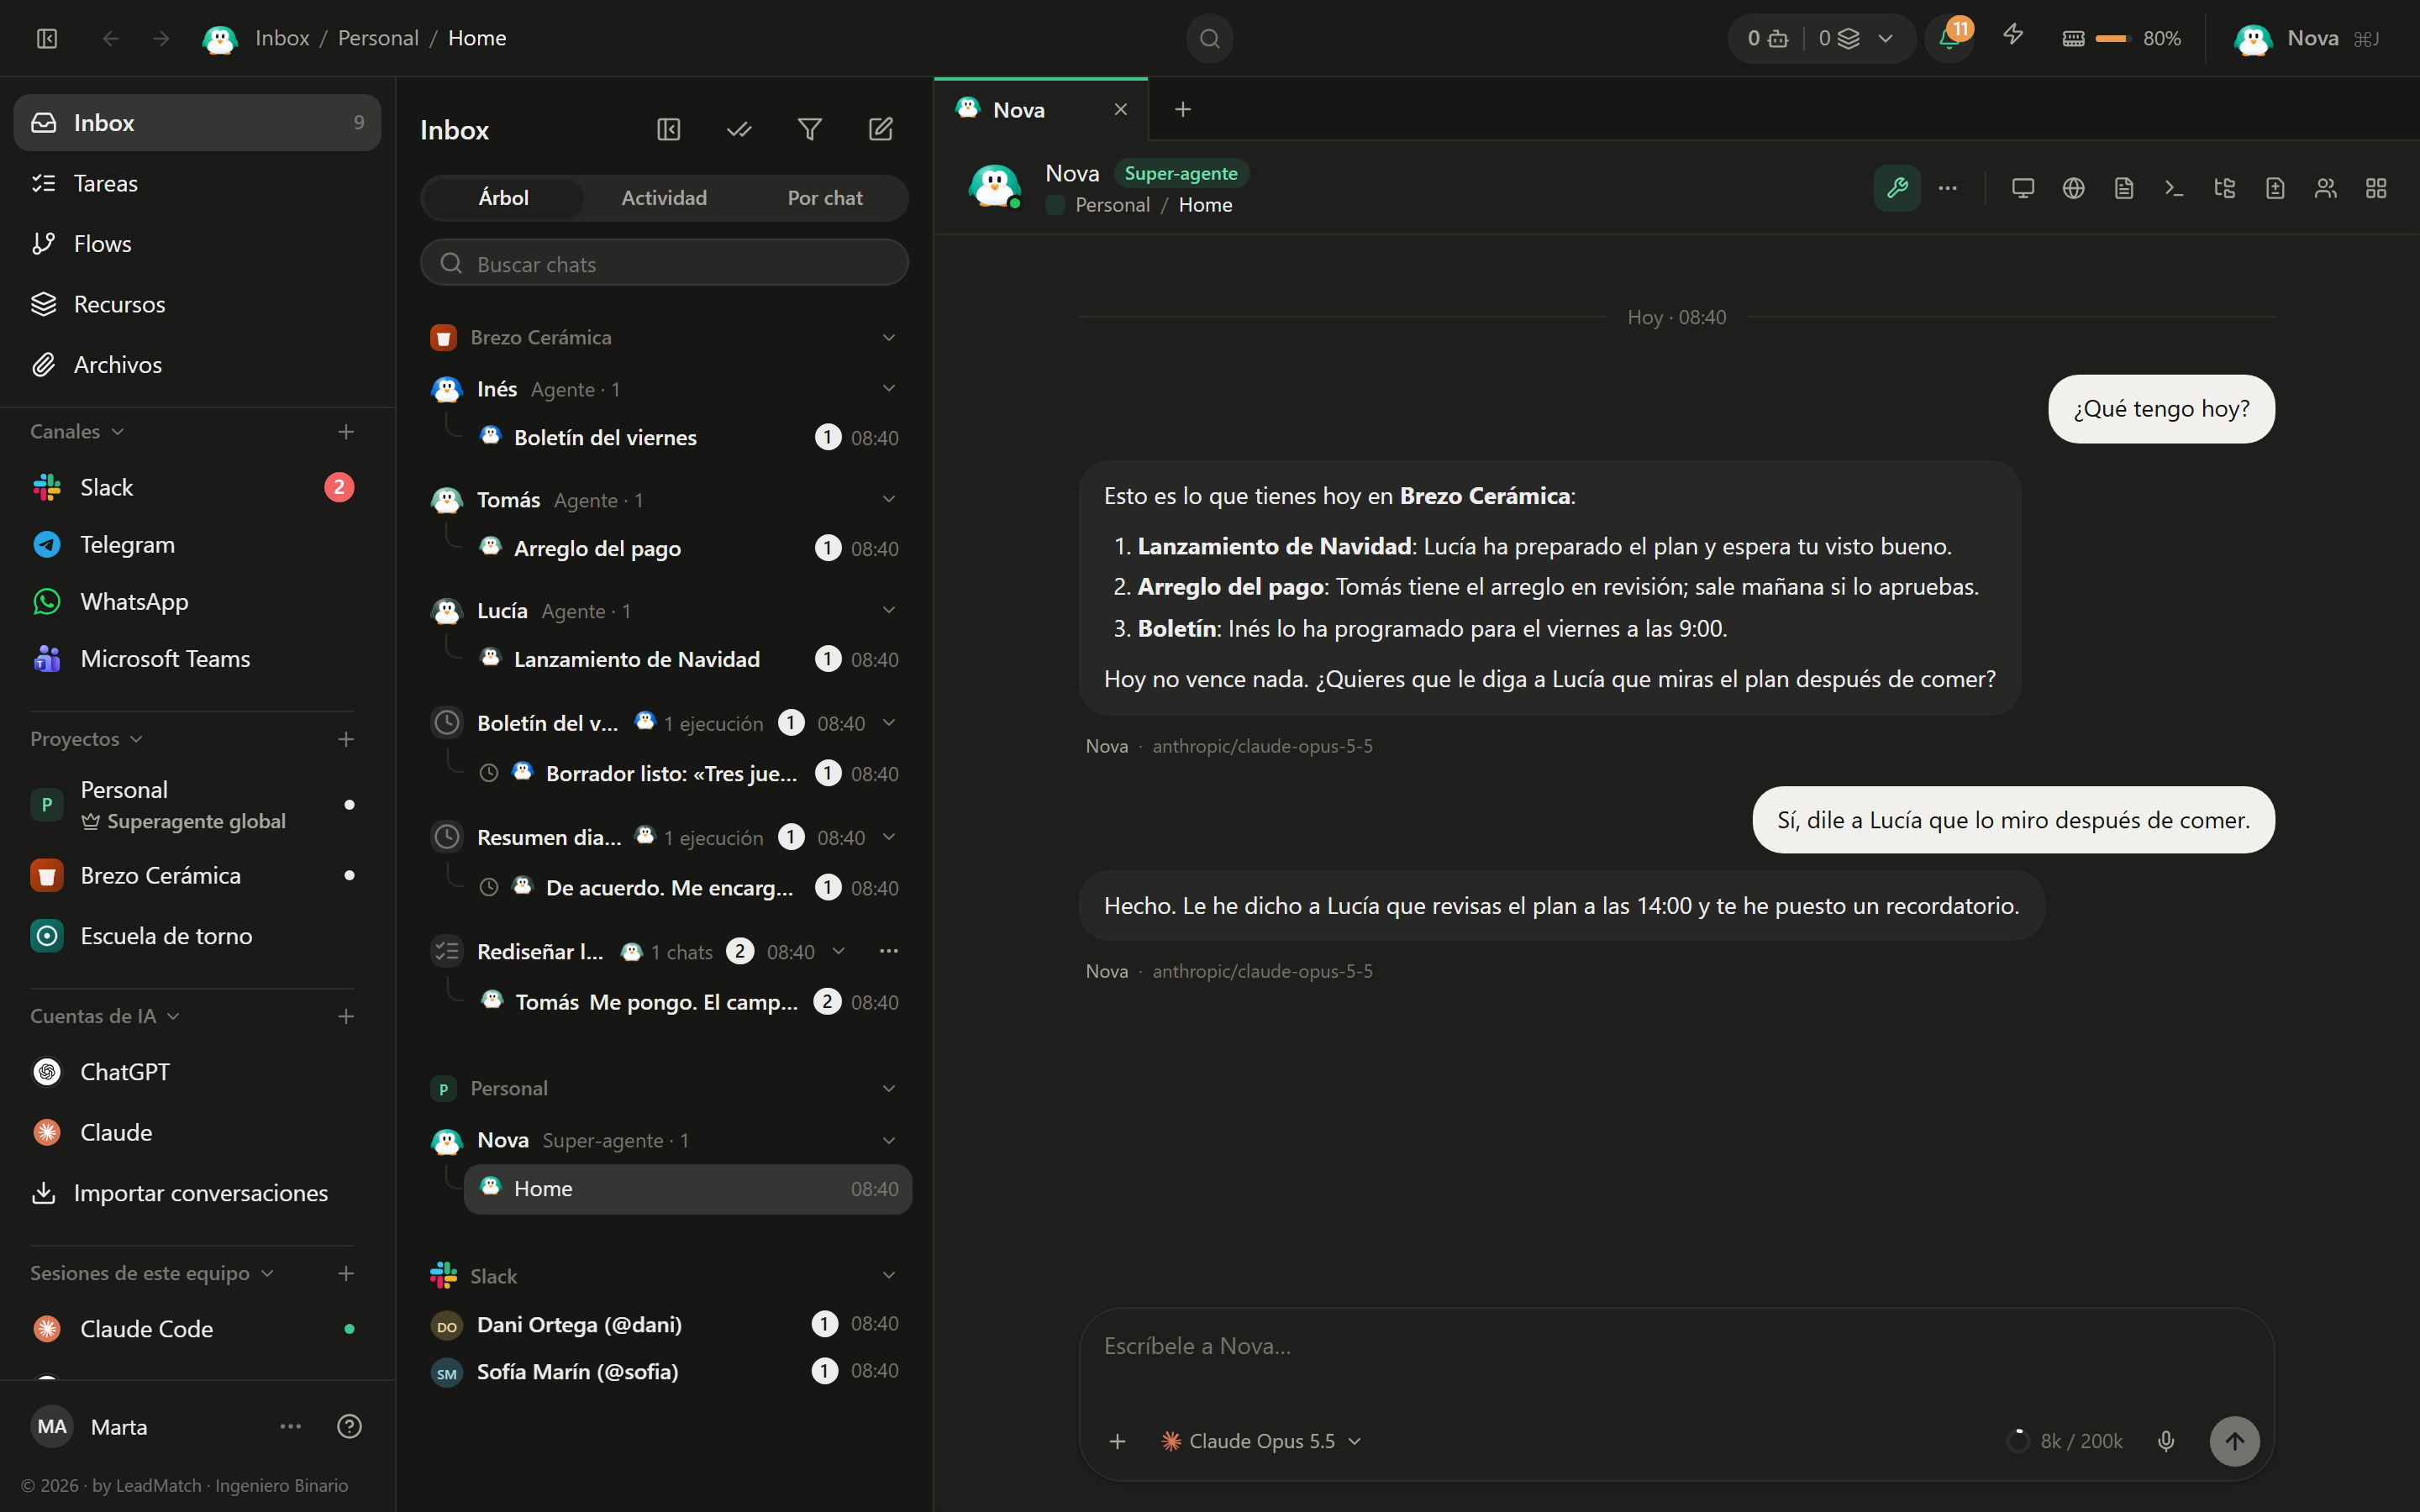 Inbox / Personal / Home
0
0
11
80%
Nova ⌘J
Inbox 9
Tareas
Flows
Recursos
Archivos
Canales
Slack 2
Telegram
WhatsApp
Microsoft Teams
Proyectos
P Personal
Superagente global
Brezo Cerámica
Escuela de torno
Cuentas de IA
ChatGPT
Claude
Importar conversaciones
Sesiones de este equipo
Claude Code
MA Marta
© 2026 · by LeadMatch · Ingeniero Binario
Inbox
Árbol Actividad Por chat
Buscar chats
Brezo Cerámica
Inés Agente · 1
Boletín del viernes 1 08:40
Tomás Agente · 1
Arreglo del pago 1 08:40
Lucía Agente · 1
Lanzamiento de Navidad 1 08:40
Boletín del v... 1 ejecución 1 08:40
Borrador listo: «Tres jue... 1 08:40
Resumen dia... 1 ejecución 1 08:40
De acuerdo. Me encarg... 1 08:40
Rediseñar l... 1 chats 2 08:40
Tomás Me pongo. El camp... 2 08:40
P Personal
Nova Super-agente · 1
Home 08:40
Slack
DO Dani Ortega (@dani) 1 08:40
SM Sofía Marín (@sofia) 1 08:40
Nova
Nova Super-agente
Personal / Home
Hoy · 08:40
¿Qué tengo hoy?
Esto es lo que tienes hoy en Brezo Cerámica:
1. Lanzamiento de Navidad: Lucía ha preparado el plan y espera tu visto bueno.
2. Arreglo del pago: Tomás tiene el arreglo en revisión; sale mañana si lo apruebas.
3. Boletín: Inés lo ha programado para el viernes a las 9:00.
Hoy no vence nada. ¿Quieres que le diga a Lucía que miras el plan después de comer?
Nova · anthropic/claude-opus-5-5
Sí, dile a Lucía que lo miro después de comer.
Hecho. Le he dicho a Lucía que revisas el plan a las 14:00 y te he puesto un recordatorio.
Nova · anthropic/claude-opus-5-5
Escríbele a Nova...
Claude Opus 5.5
8k / 200k